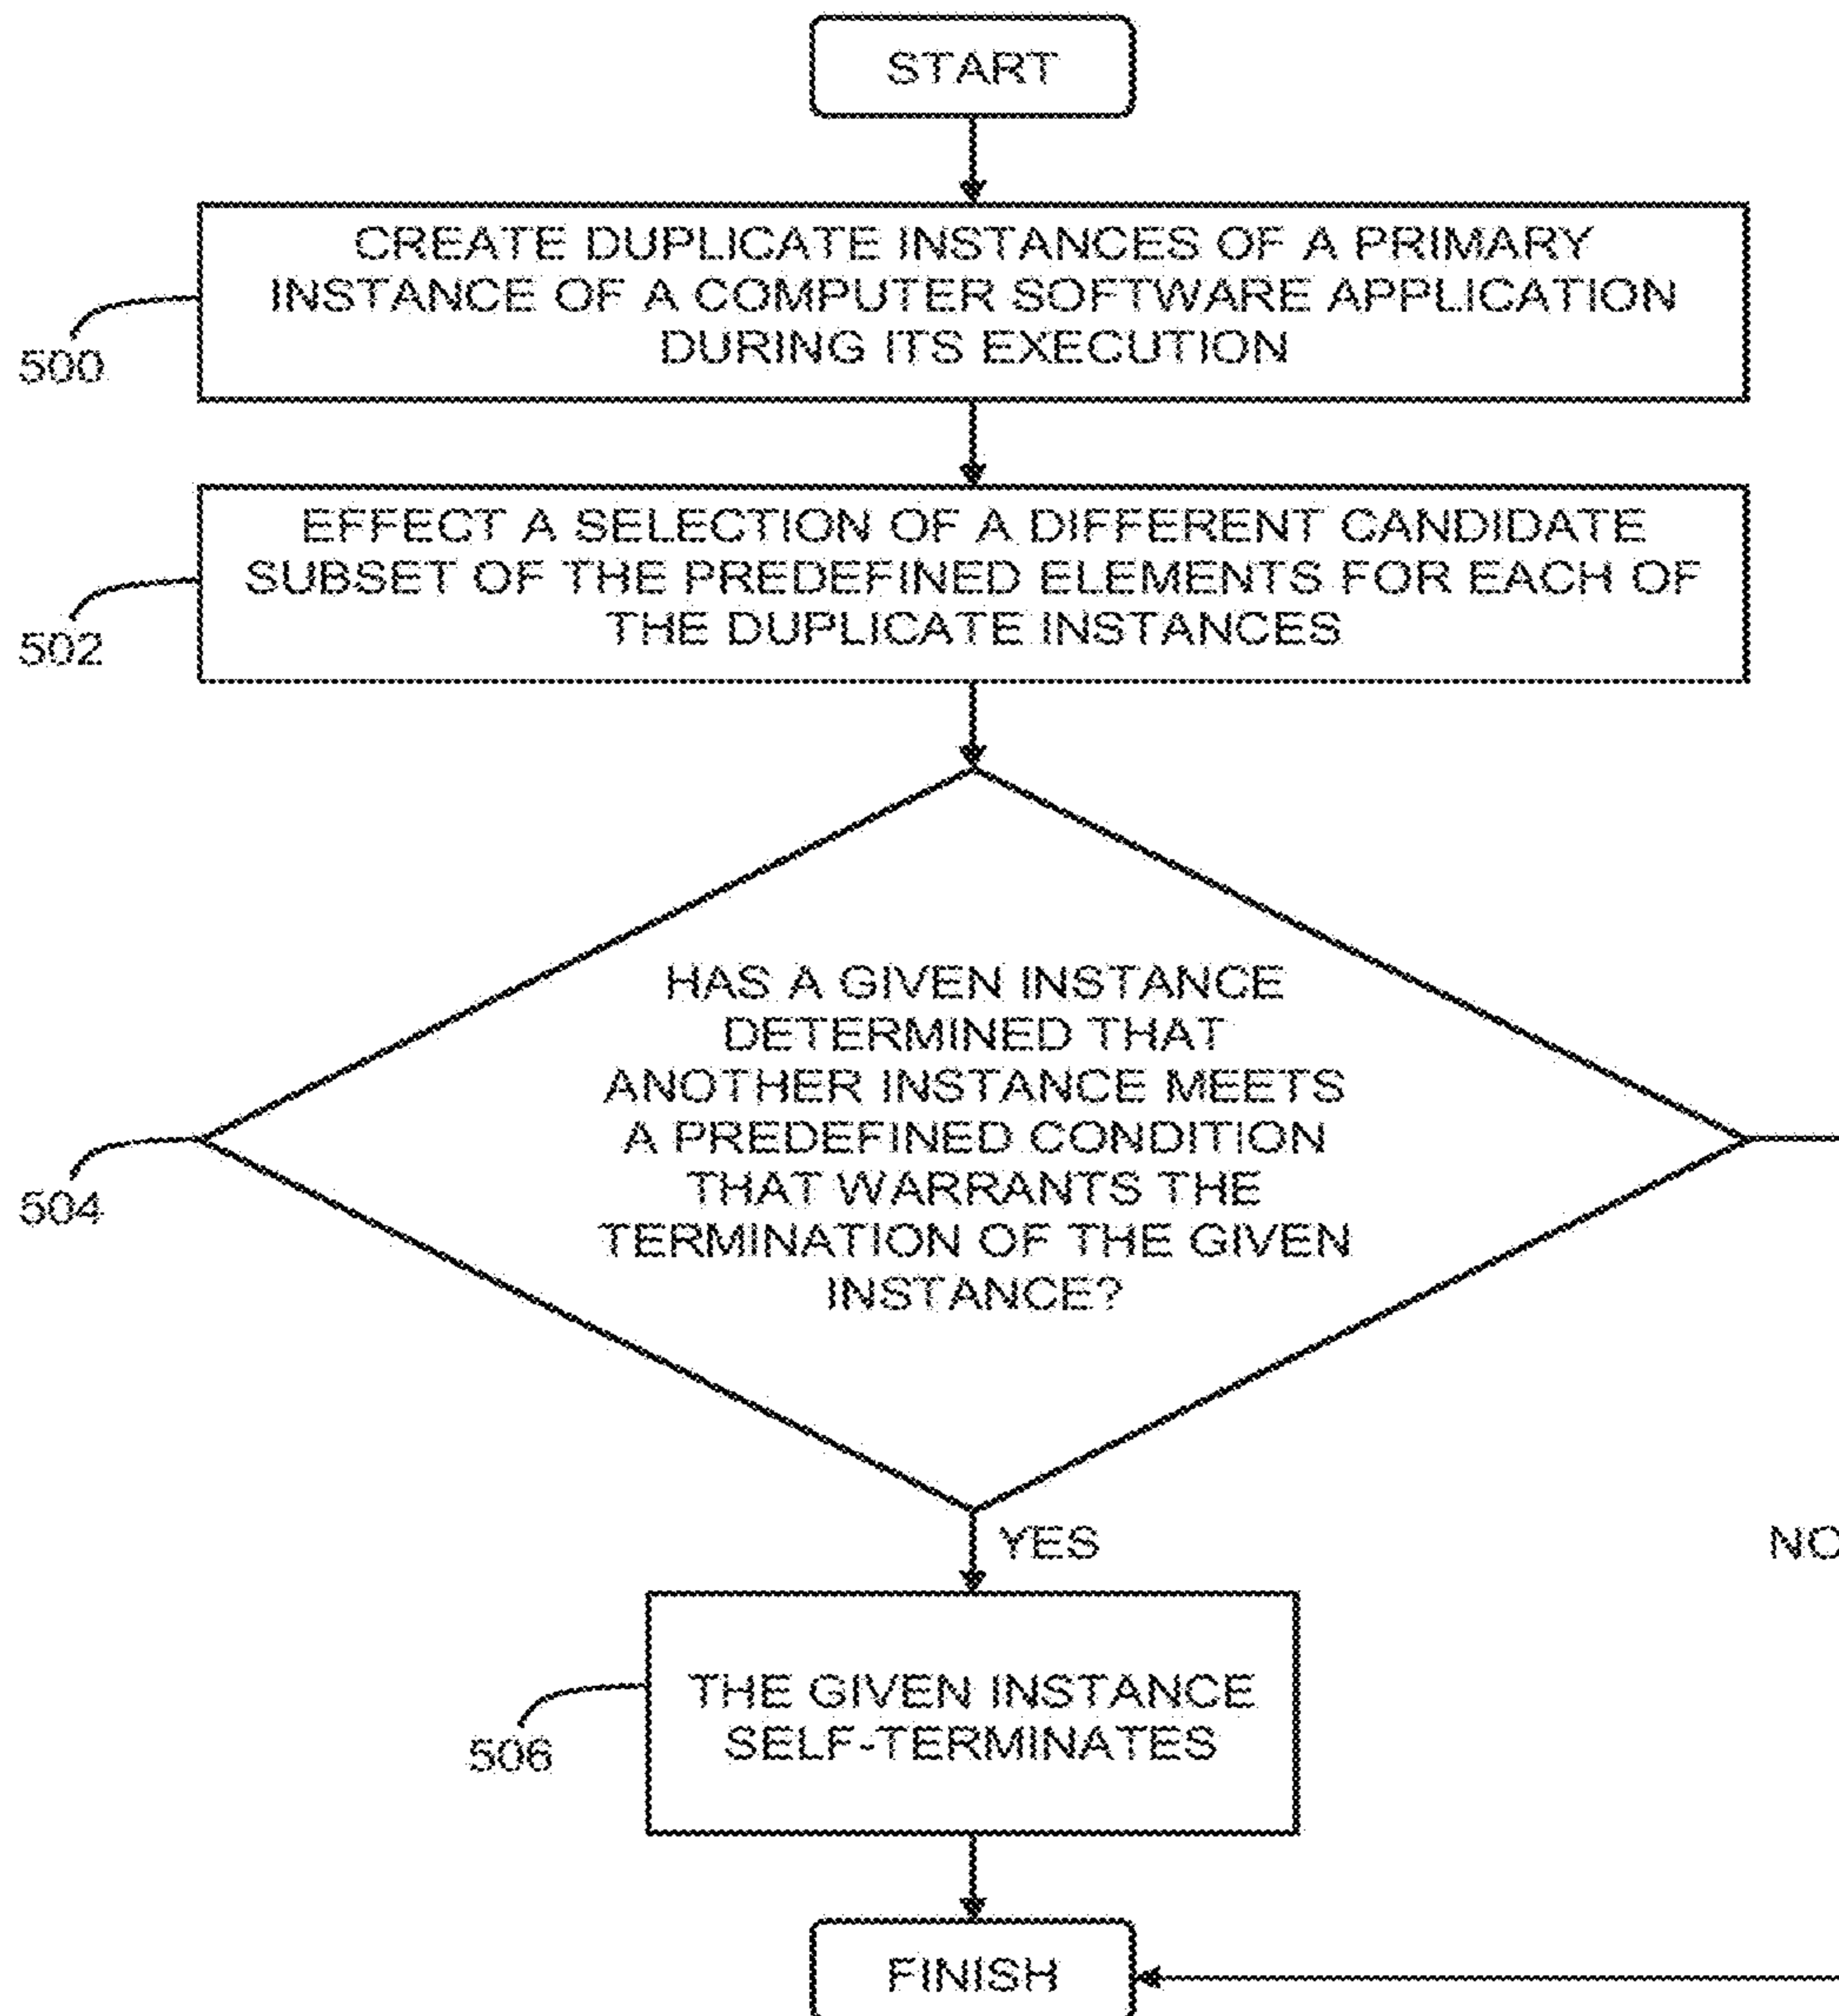 START
CREATE DUPLICATE INSTANCES OF A PRIMARY
INSTANCE OF A COMPUTER SOFTWARE APPLICATION
DURING ITS EXECUTION
500
EFFECT A SELECTION OF A DIFFERENT CANDIDATE
SUBSET OF THE PREDEFINED ELEMENTS FOR EACH OF
THE DUPLICATE INSTANCES
502
HAS A GIVEN INSTANCE
DETERMINED THAT
ANOTHER INSTANCE MEETS
A PREDEFINED CONDITION
THAT WARRANTS THE
TERMINATION OF THE GIVEN
INSTANCE?
504
YES
NO
THE GIVEN INSTANCE
SELF-TERMINATES
506
FINISH